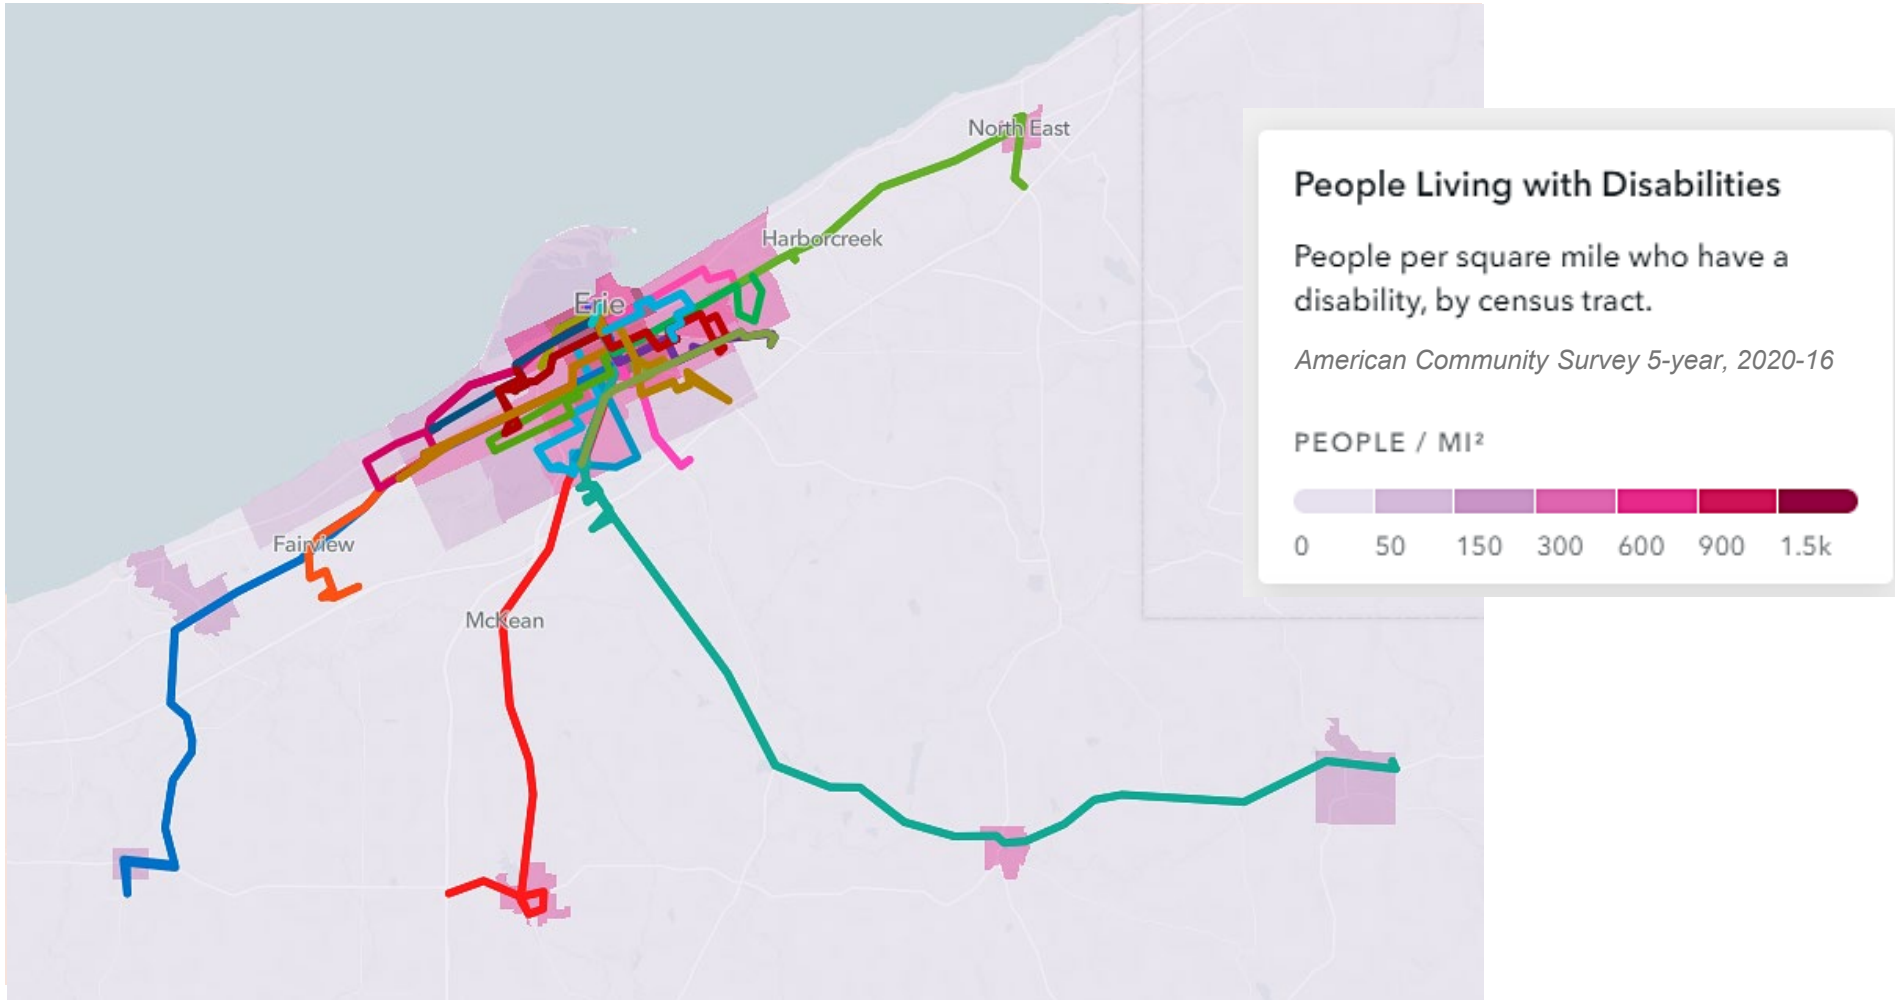 North East
Harborcreek
Erie
Fairview
McKean
People Living with Disabilities
People per square mile who have a
disability, by census tract.
American Community Survey 5-year, 2020-16
PEOPLE / MI²
0 50 150 300 600 900 1.5k